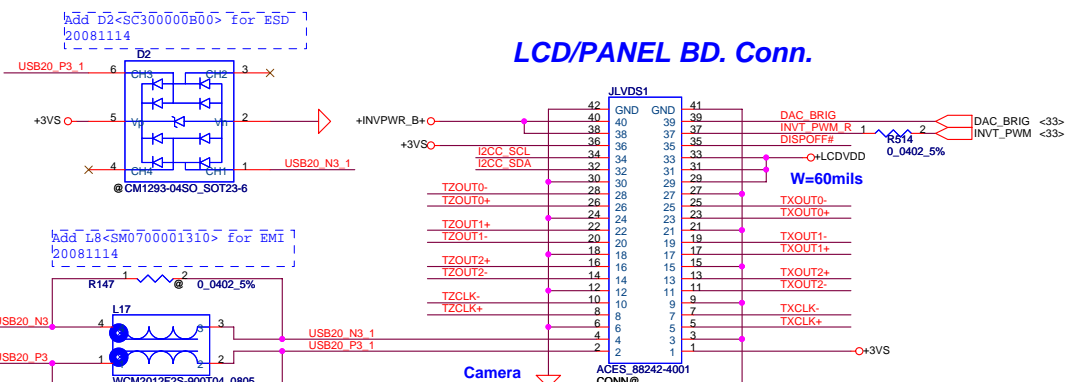 Add D2<SC300000B00> for ESD
20081114
D2
USB20_P3_1
6
CH3
CH2
3
+3VS
5
Vp
Vn
2
4
CH4
CH1
1
USB20_N3_1
@ CM1293-04SO_SOT23-6
Add L8<SM0700001310> for EMI
20081114
R147
1
2
@
0_0402_5%
L17
USB20_N3
4
3
3
USB20_N3_1
USB20_P3
1
2
2
USB20_P3_1
WCM2012F2S-900T04_0805
LCD/PANEL BD. Conn.
JLVDS1
42 GND GND 41
+INVPWR_B+
40 40 39 39 DAC_BRIG
DAC_BRIG <33>
38 38 37 37 INVT_PWM_R
1
2
INVT_PWM <33>
R514
0_0402_5%
+3VS
36 36 35 35 DISPOFF#
I2CC_SCL
34 34 33 33
+LCDVDD
I2CC_SDA
32 32 31 31
30 30 29 29
W=60mils
TZOUT0-
28 28 27 27
TZOUT0+
26 26 25 25 TXOUT0-
24 24 23 23 TXOUT0+
TZOUT1+
22 22 21 21
TZOUT1-
20 20 19 19 TXOUT1-
18 18 17 17 TXOUT1+
TZOUT2+
16 16 15 15
TZOUT2-
14 14 13 13 TXOUT2+
12 12 11 11 TXOUT2-
TZCLK-
10 10 9 9
TZCLK+
8 8 7 7 TXCLK-
6 6 5 5 TXCLK+
4 4 3 3
2 2 1 1
+3VS
Camera
ACES_88242-4001
CONN@